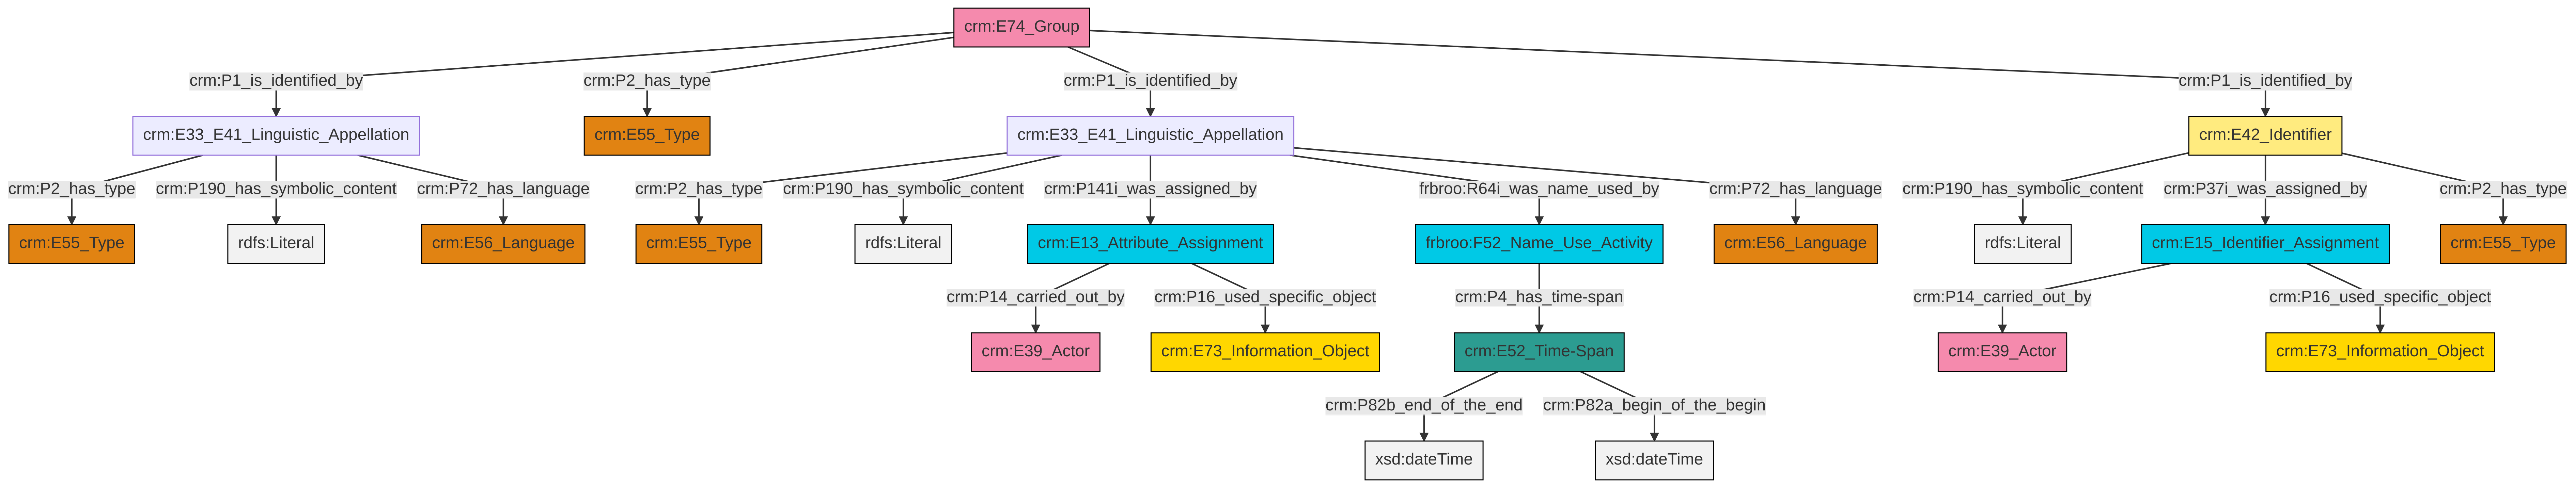 crm:E74_Group
crm:P1_is_identified_by
crm:P2_has_type
crm:P1_is_identified_by
crm:P1_is_identified_by
crm:E33_E41_Linguistic_Appellation
crm:E55_Type
crm:E33_E41_Linguistic_Appellation
crm:E42_Identifier
crm:P2_has_type
crm:P190_has_symbolic_content
crm:P72_has_language
crm:P2_has_type
crm:P190_has_symbolic_content
crm:P141i_was_assigned_by
frbroo:R64i_was_name_used_by
crm:P72_has_language
crm:P190_has_symbolic_content
crm:P37i_was_assigned_by
crm:P2_has_type
crm:E55_Type
rdfs:Literal
crm:E56_Language
crm:E55_Type
rdfs:Literal
crm:E13_Attribute_Assignment
frbroo:F52_Name_Use_Activity
crm:E56_Language
rdfs:Literal
crm:E15_Identifier_Assignment
crm:E55_Type
crm:P14_carried_out_by
crm:P16_used_specific_object
crm:P4_has_time-span
crm:P14_carried_out_by
crm:P16_used_specific_object
crm:E39_Actor
crm:E73_Information_Object
crm:E52_Time-Span
crm:E39_Actor
crm:E73_Information_Object
crm:P82b_end_of_the_end
crm:P82a_begin_of_the_begin
xsd:dateTime
xsd:dateTime